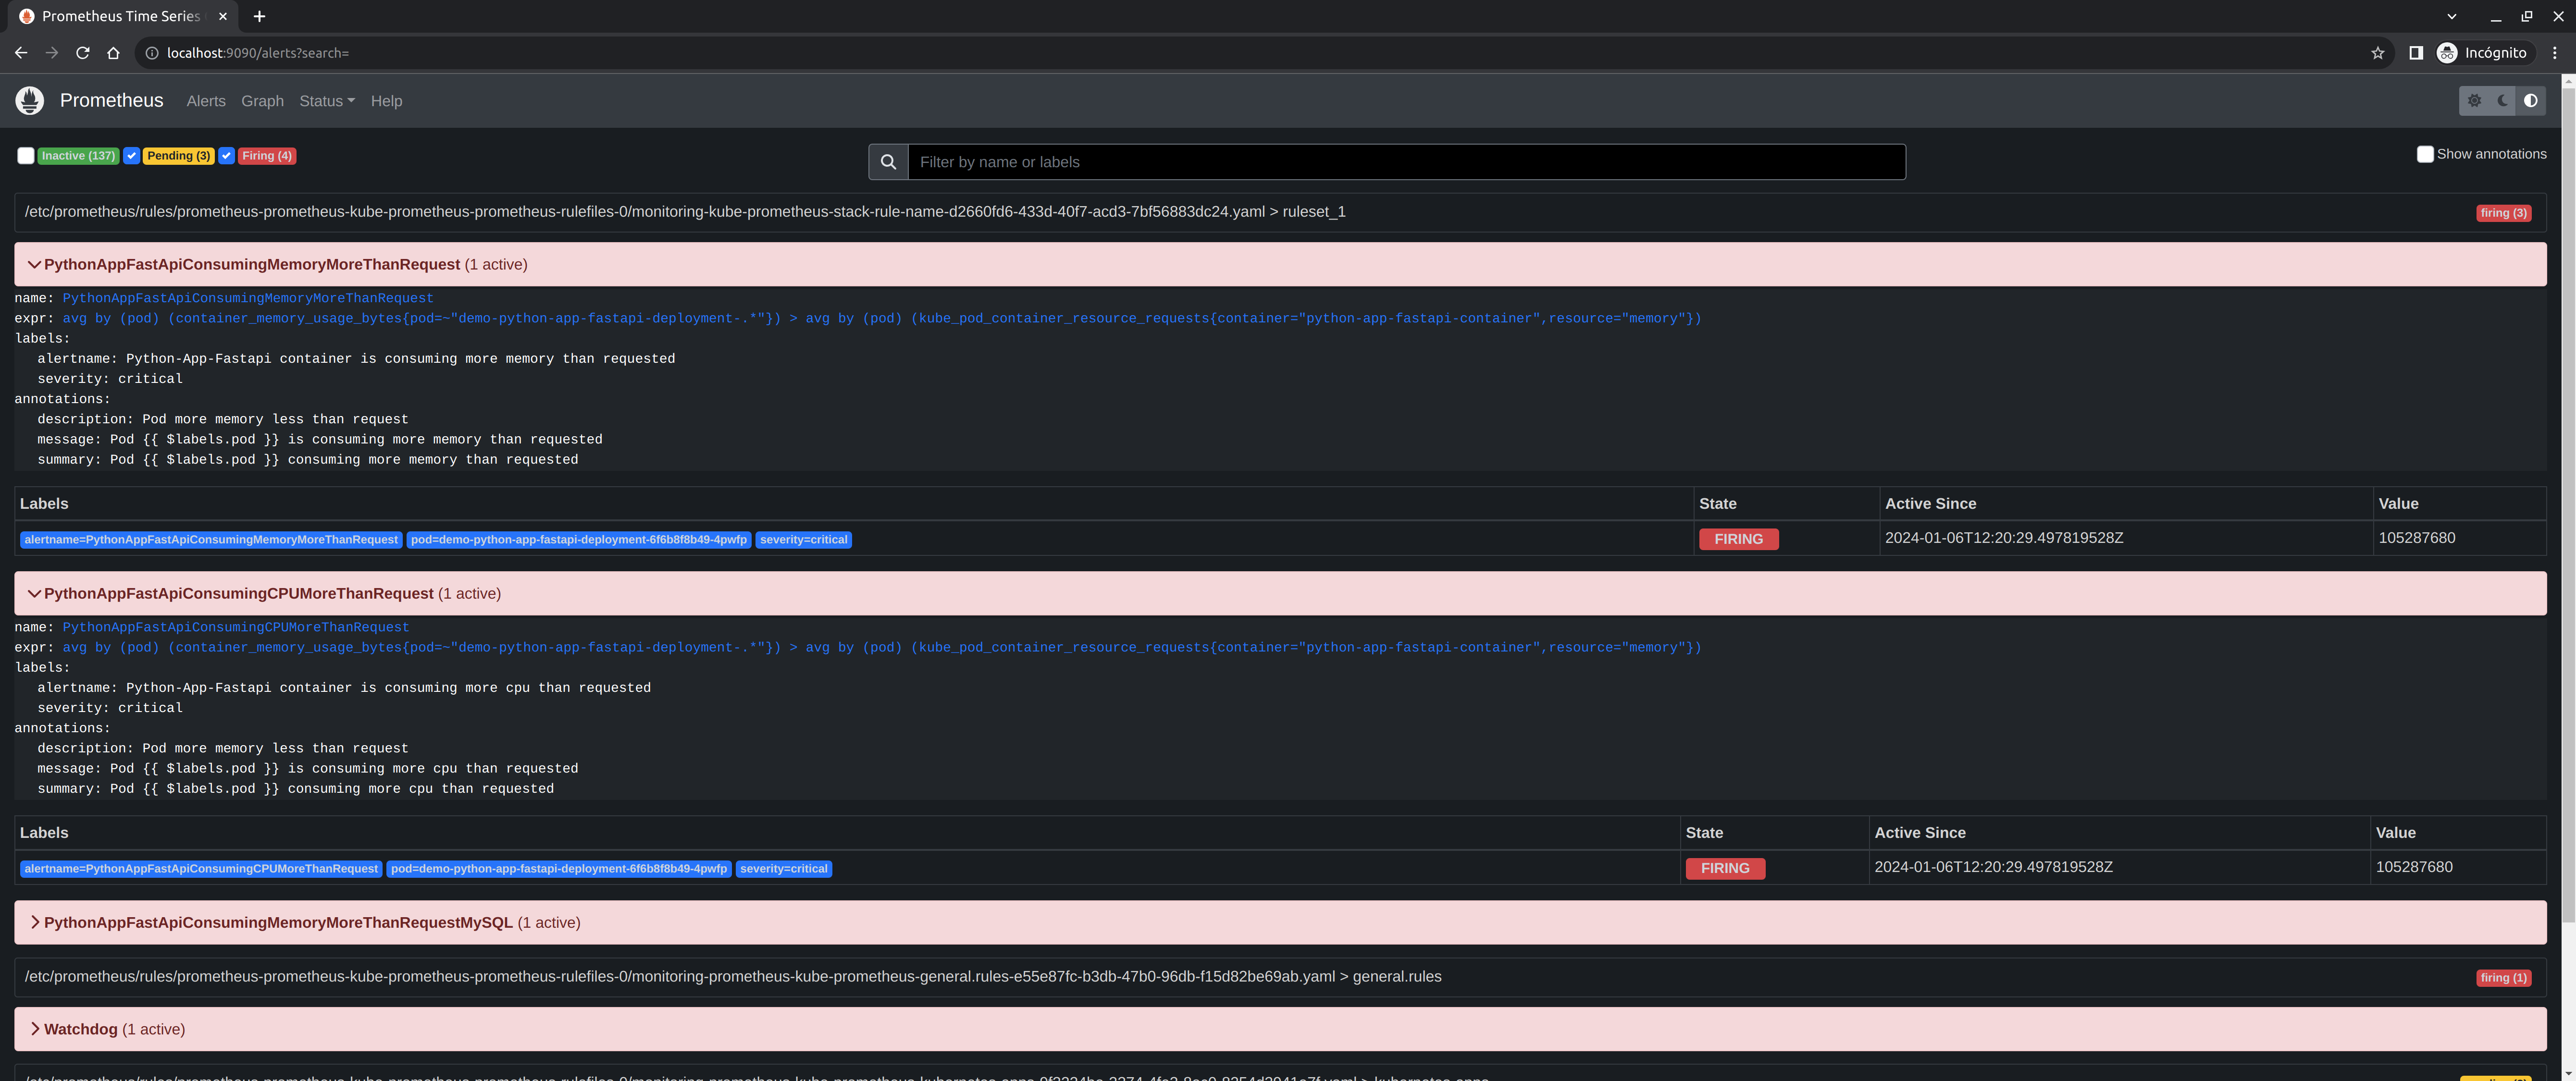 Prometheus Time Series
localhost:9090/alerts?search=
Incógnito
Prometheus Alerts Graph Status Help
Inactive (137) Pending (3) Firing (4)
Filter by name or labels
Show annotations
/etc/prometheus/rules/prometheus-prometheus-kube-prometheus-prometheus-rulefiles-0/monitoring-kube-prometheus-stack-rule-name-d2660fd6-433d-40f7-acd3-7bf56883dc24.yaml > ruleset_1
firing (3)
PythonAppFastApiConsumingMemoryMoreThanRequest (1 active)
name: PythonAppFastApiConsumingMemoryMoreThanRequest
expr: avg by (pod) (container_memory_usage_bytes{pod=~"demo-python-app-fastapi-deployment-.*"}) > avg by (pod) (kube_pod_container_resource_requests{container="python-app-fastapi-container",resource="memory"})
labels:
alertname: Python-App-Fastapi container is consuming more memory than requested
severity: critical
annotations:
description: Pod more memory less than request
message: Pod {{ $labels.pod }} is consuming more memory than requested
summary: Pod {{ $labels.pod }} consuming more memory than requested
Labels State Active Since Value
alertname=PythonAppFastApiConsumingMemoryMoreThanRequest pod=demo-python-app-fastapi-deployment-6f6b8f8b49-4pwfp severity=critical FIRING 2024-01-06T12:20:29.497819528Z 105287680
PythonAppFastApiConsumingCPUMoreThanRequest (1 active)
name: PythonAppFastApiConsumingCPUMoreThanRequest
expr: avg by (pod) (container_memory_usage_bytes{pod=~"demo-python-app-fastapi-deployment-.*"}) > avg by (pod) (kube_pod_container_resource_requests{container="python-app-fastapi-container",resource="memory"})
labels:
alertname: Python-App-Fastapi container is consuming more cpu than requested
severity: critical
annotations:
description: Pod more memory less than request
message: Pod {{ $labels.pod }} is consuming more cpu than requested
summary: Pod {{ $labels.pod }} consuming more cpu than requested
Labels State Active Since Value
alertname=PythonAppFastApiConsumingCPUMoreThanRequest pod=demo-python-app-fastapi-deployment-6f6b8f8b49-4pwfp severity=critical FIRING 2024-01-06T12:20:29.497819528Z 105287680
PythonAppFastApiConsumingMemoryMoreThanRequestMySQL (1 active)
/etc/prometheus/rules/prometheus-prometheus-kube-prometheus-prometheus-rulefiles-0/monitoring-prometheus-kube-prometheus-general.rules-e55e87fc-b3db-47b0-96db-f15d82be69ab.yaml > general.rules
firing (1)
Watchdog (1 active)